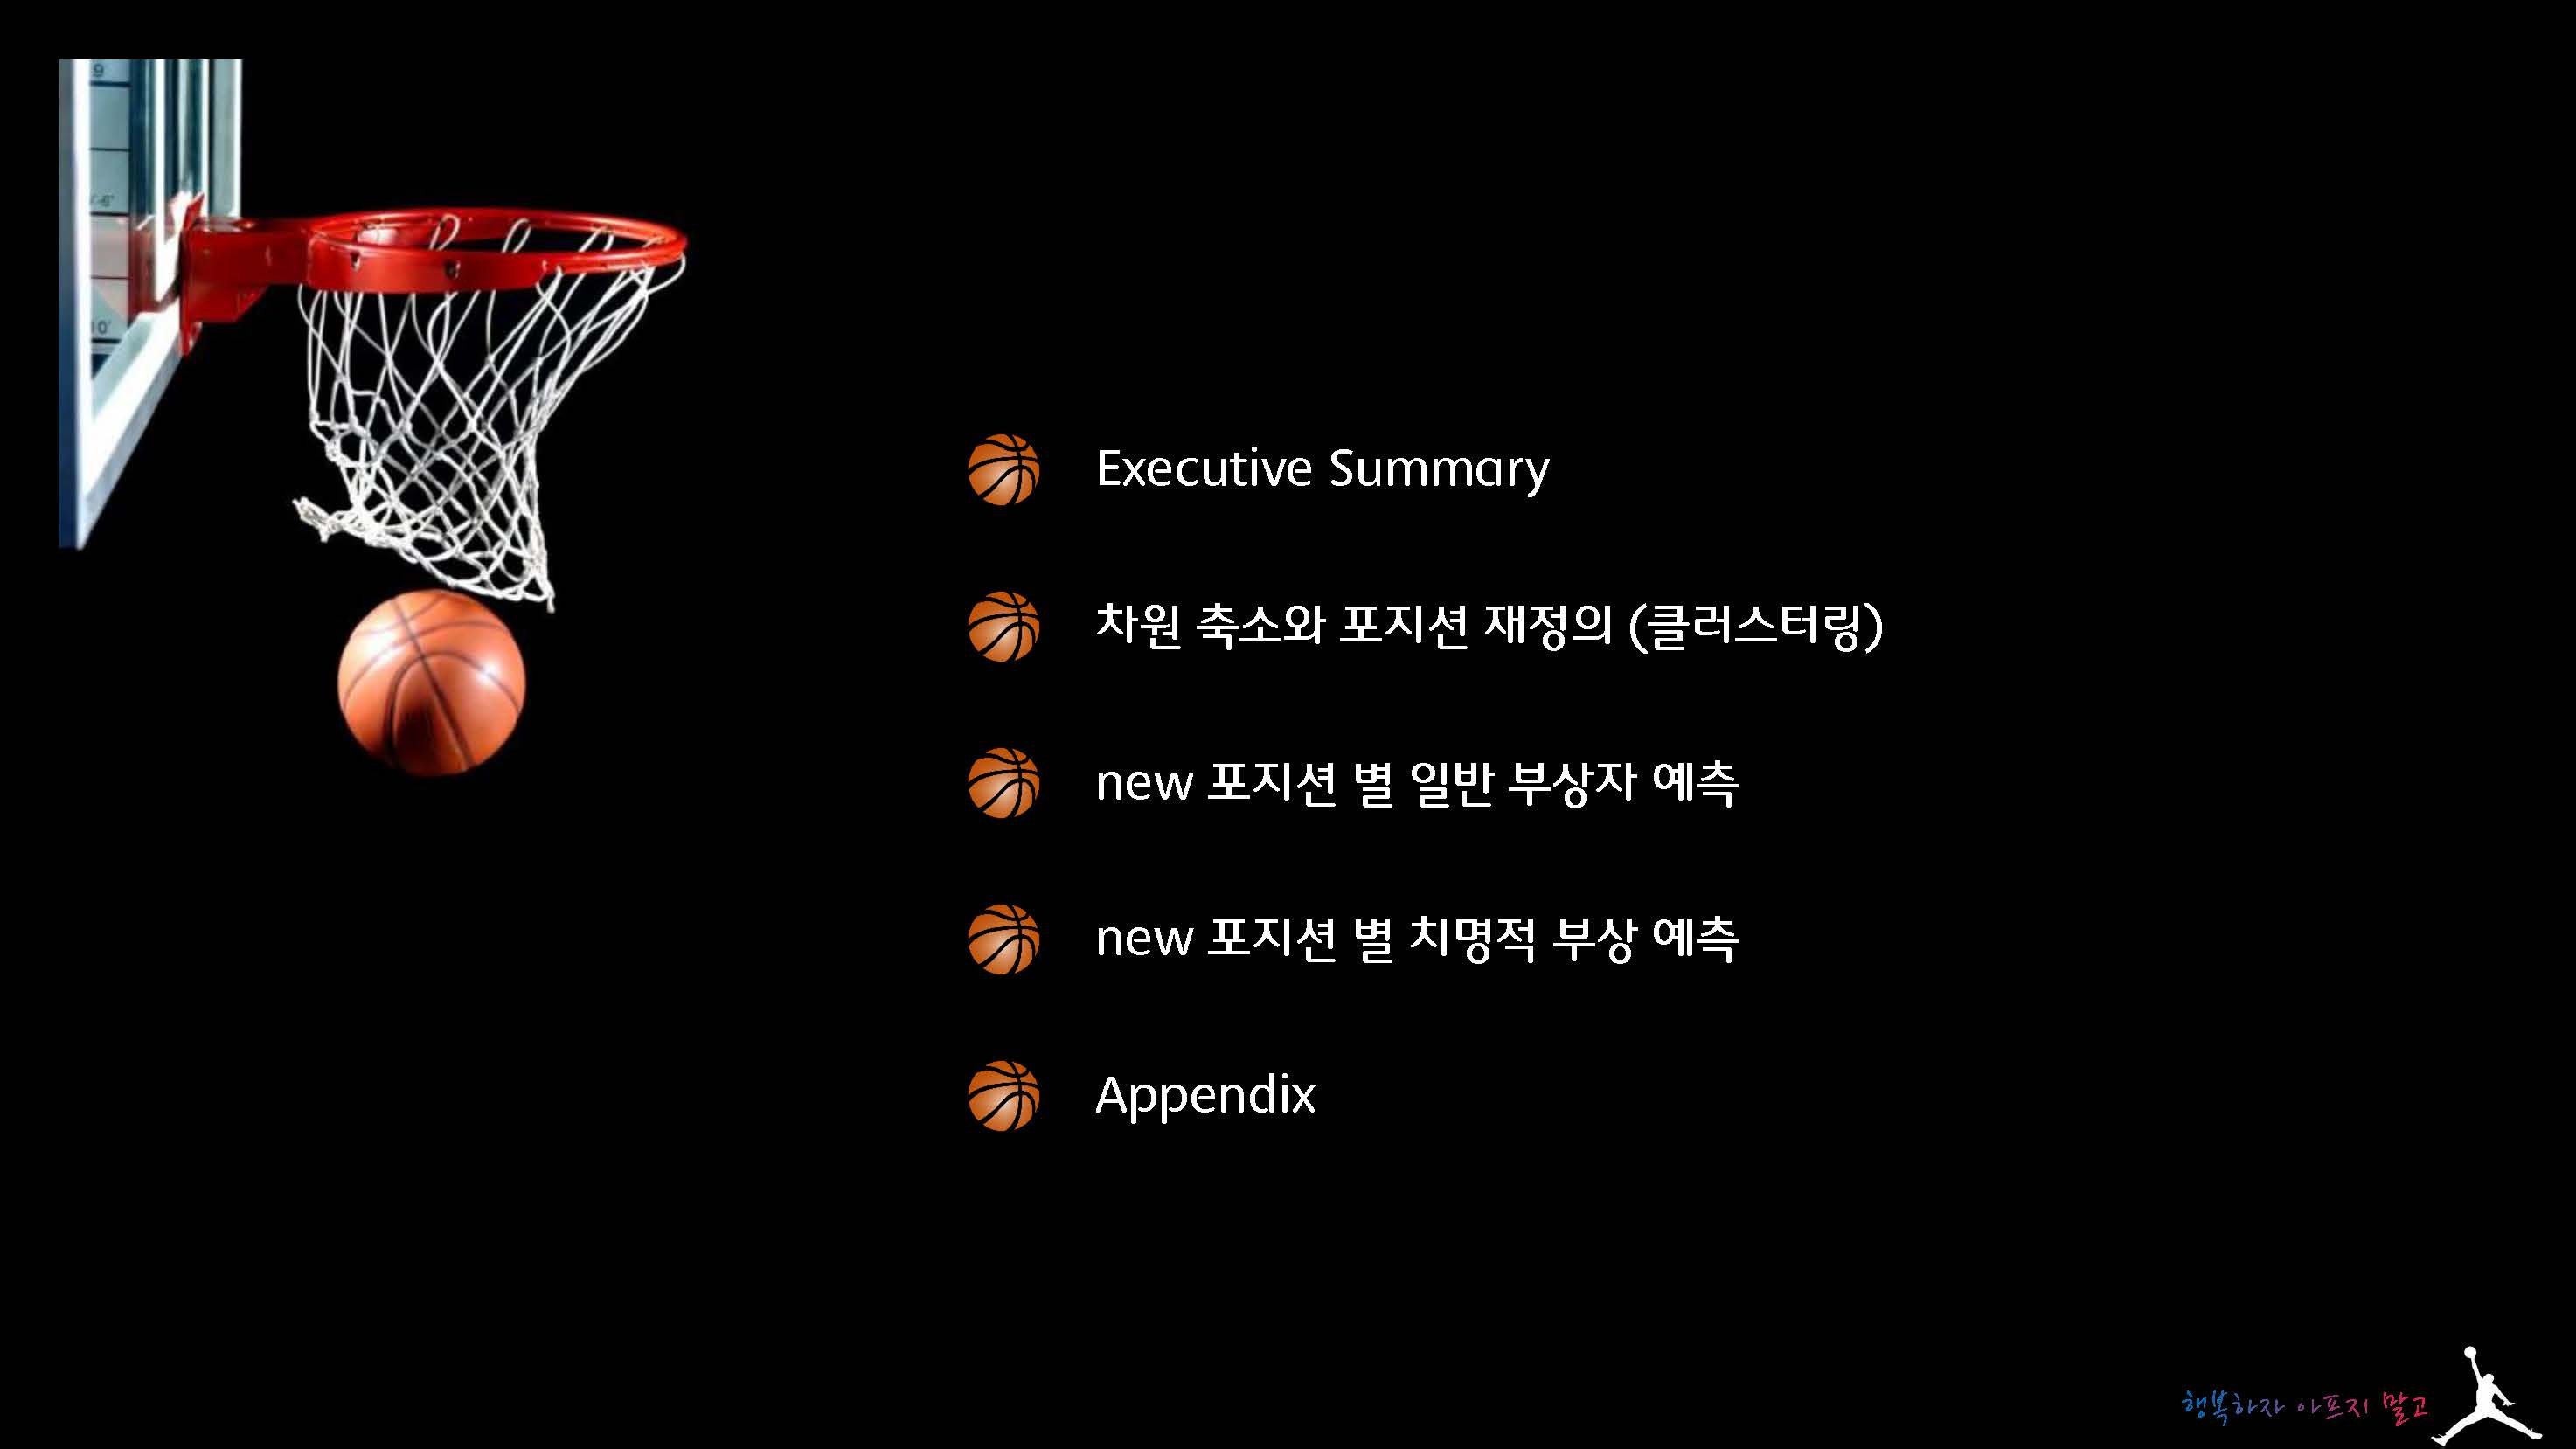 9
10'
Executive Summary
차원 축소와 포지션 재정의 (클러스터링)
new 포지션 별 일반 부상자 예측
new 포지션 별 치명적 부상 예측
Appendix
행복하자 아프지 말고